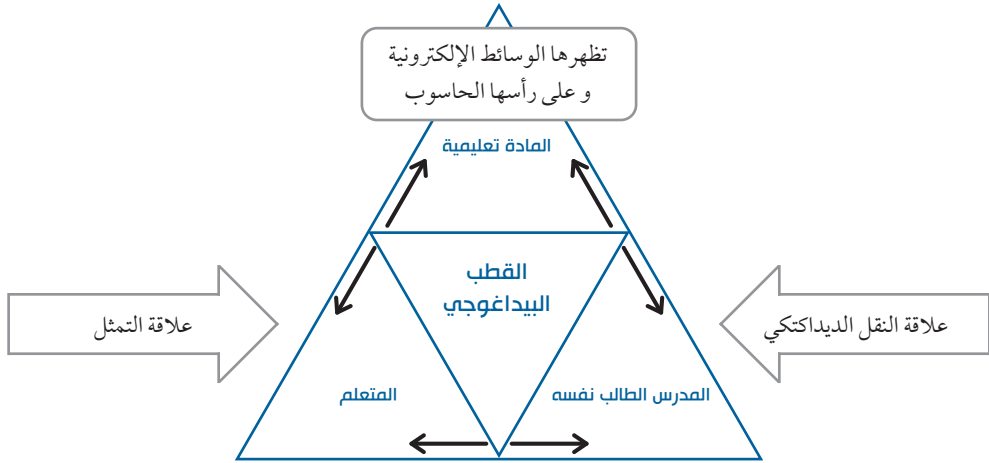 تظهرها الوسائط الإلكترونية
و على رأسها الحاسوب
المادة تعليمية
القطب
البيداغوجي
علاقة النقل الديداكتكي
علاقة التمثل
المدرس الطالب نفسه
المتعلم